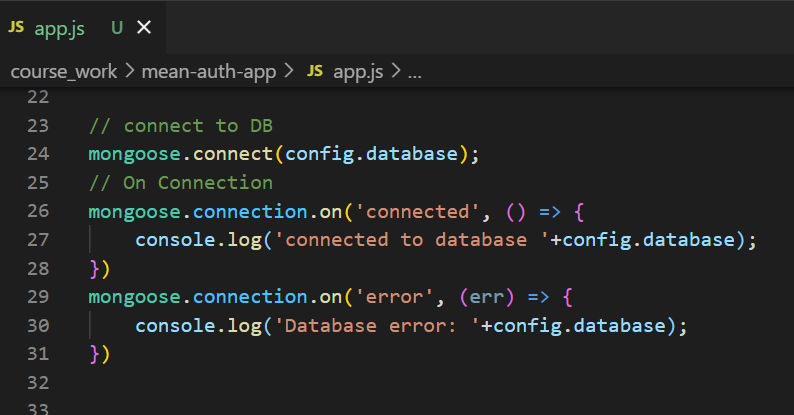 JS app.js U
course_work > mean-auth-app > JS app.js > ...
22
23 // connect to DB
24 mongoose.connect(config.database);
25 // On Connection
26 mongoose.connection.on('connected', () => {
27     console.log('connected to database '+config.database);
28 })
29 mongoose.connection.on('error', (err) => {
30     console.log('Database error: '+config.database);
31 })
32
33